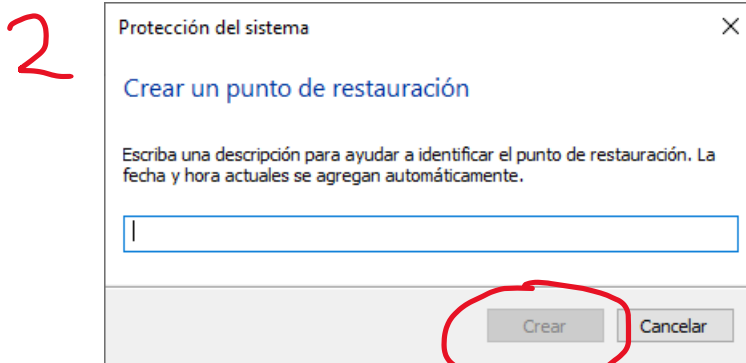 2
Protección del sistema
Crear un punto de restauración
Escriba una descripción para ayudar a identificar el punto de restauración. La
fecha y hora actuales se agregan automáticamente.
Crear
Cancelar